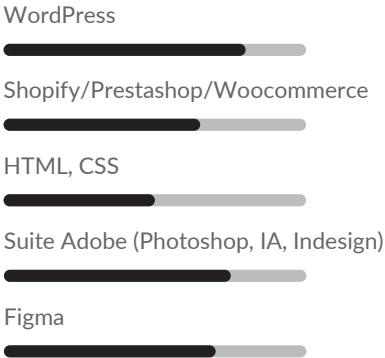 WordPress
Shopify/Prestashop/Woocommerce
HTML, CSS
Suite Adobe (Photoshop, IA, Indesign)
Figma